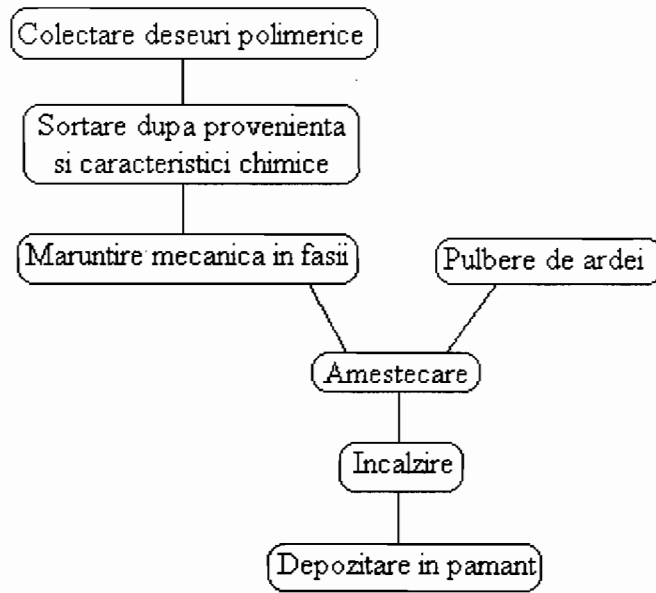 Colectare deseuri polimerice
Sortare dupa provenienta
si caracteristici chimice
Maruntire mecanica in fasii
Pulbere de ardei
Amestecare
Incalzire
Depozitare in pamant